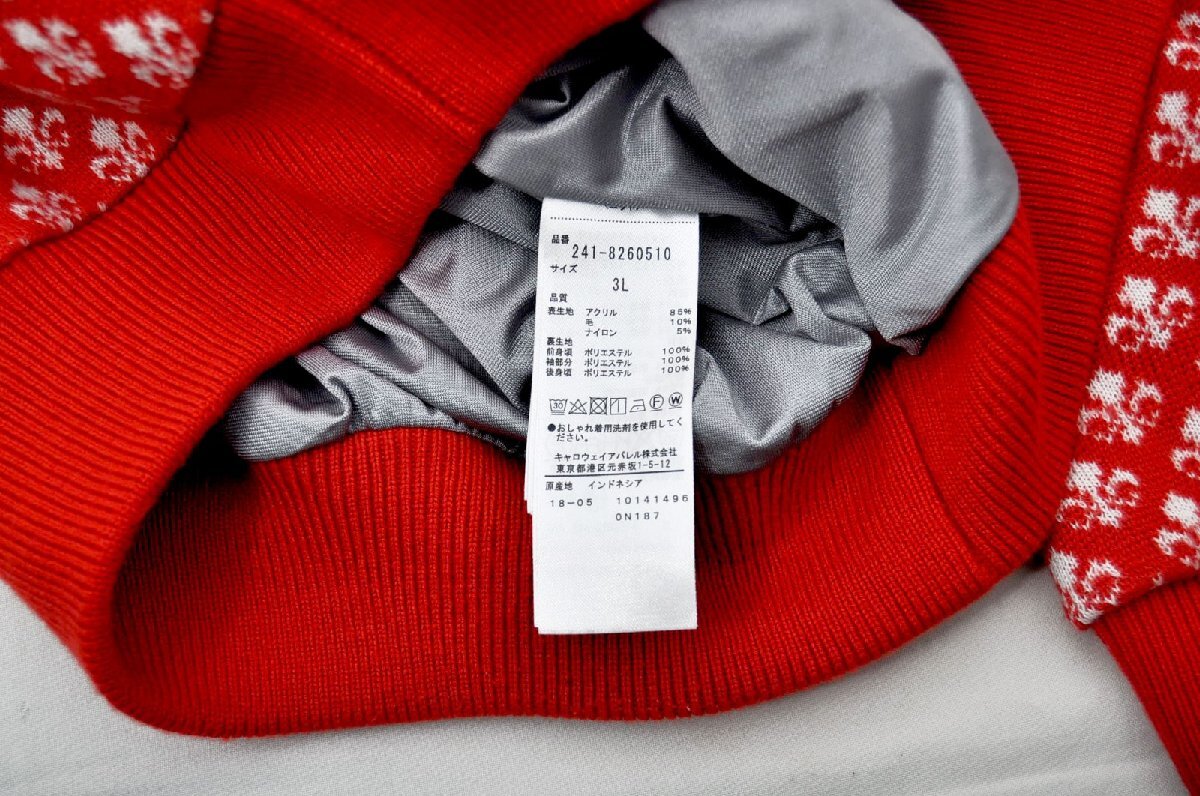 品番
241-8260510
サイズ
3L
品質
表生地 アクリル 85%
毛 10%
ナイロン 5%
裏生地
前身頃 ポリエステル 100%
袖部分 ポリエステル 100%
後身頃 ポリエステル 100%
30 F W
●おしゃれ着用洗剤を使用してく
ださい。
キャロウェイアパレル株式会社
東京都港区元赤坂1-5-12
原産地 インドネシア
18-05 10141496
0N187